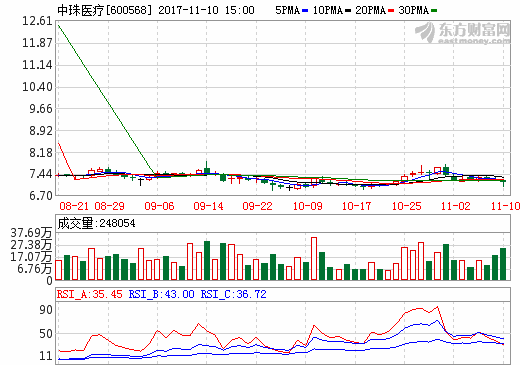 中珠医疗[600568] 2017-11-10 15:00 5PMA 10PMA 20PMA 30PMA
东方财富网
eastmoney.com
12.61
11.14
11.14
10.40
9.66
8.92
8.18
7.44
6.70
08-21 08-29 09-06 09-14 09-22 10-09 10-17 10-25 11-02 11-10
成交量:248054
37.69万
27.38万
17.07万
6.76万
0
RSI_A:35.45 RSI_B:43.00 RSI_C:36.72
90
50
11